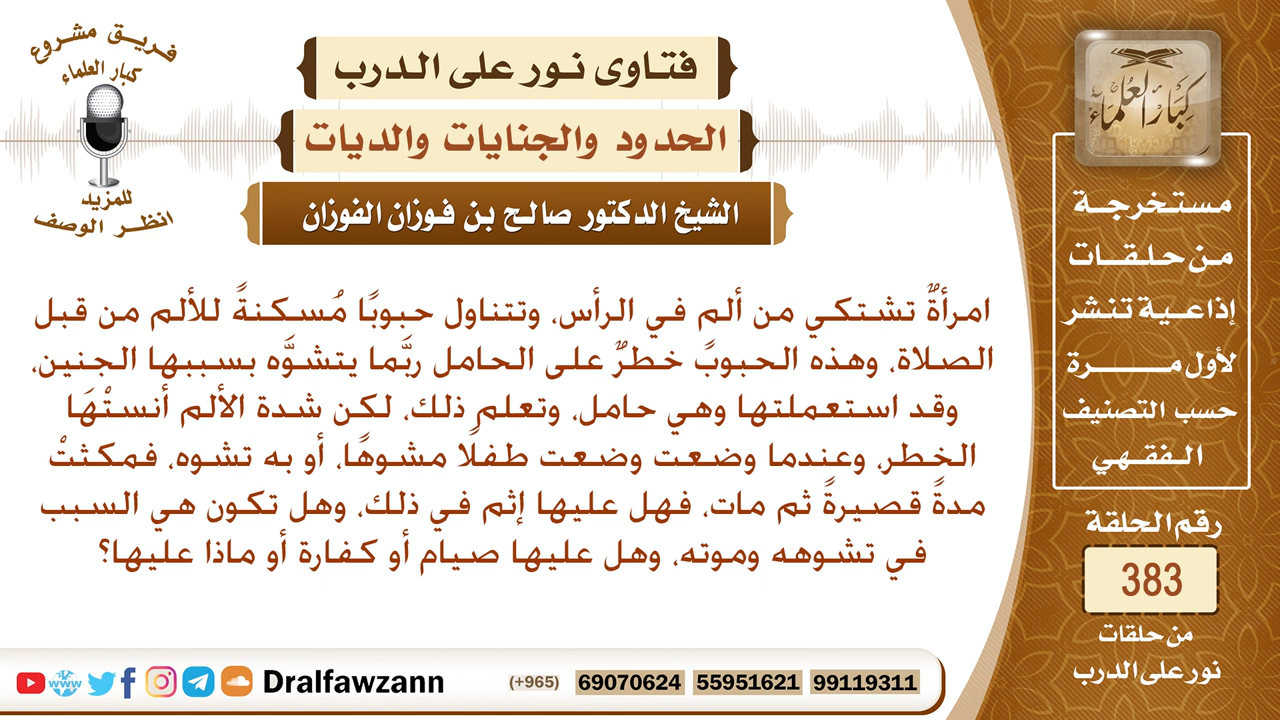 فريق مشروع
كبار العلماء
للمزيد
انظر الوصف
فتاوى نور على الدرب
الحدود والجنايات والديات
الشيخ الدكتور صالح بن فوزان الفوزان
امرأةٌ تشتكي من ألم في الرأس، وتتناول حبوبًا مُسكنةً للألم من قبل
الصلاة، وهذه الحبوبً خطرٌ على الحامل ربَّما يتشوَّه بسببها الجنين،
وقد استعملتها وهي حامل، وتعلم ذلك، لكن شدة الألم أنستْهَا
الخطر، وعندما وضعت وضعت طفلًا مشوهًا، أو به تشوه، فمكثتْ
مدةً قصيرةً ثم مات، فهل عليها إثم في ذلك، وهل تكون هي السبب
في تشوهه وموته، وهل عليها صيام أو كفارة أو ماذا عليها؟
كبار العلماء
مستخرجة
من حلقات
إذاعية تنشر
لأول مرة
حسب التصنيف
الفقهي
رقم الحلقة
383
من حلقات
نور على الدرب
www Dralfawzann (+965) 69070624 55951621 99119311